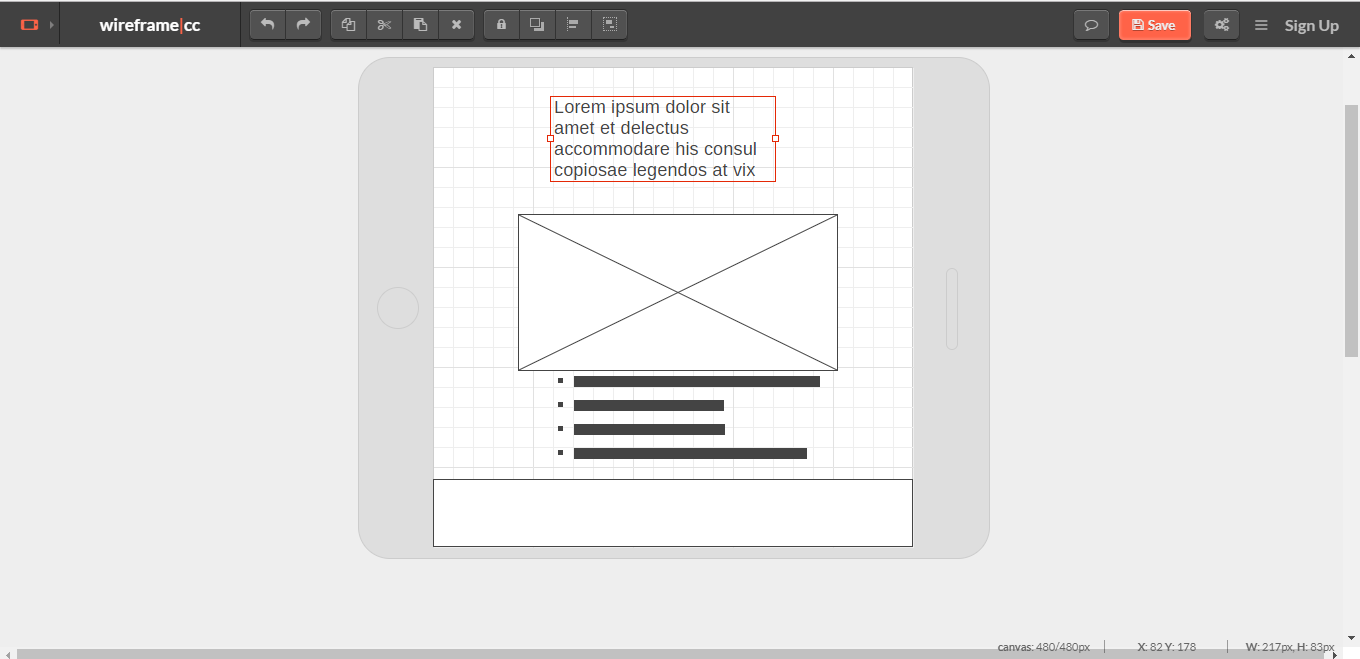 wireframe|cc
Save
Sign Up
Lorem ipsum dolor sit
amet et delectus
accommodare his consul
copiosae legendos at vix
canvas: 480/480px
X: 82 Y: 178
W: 217px, H: 83px